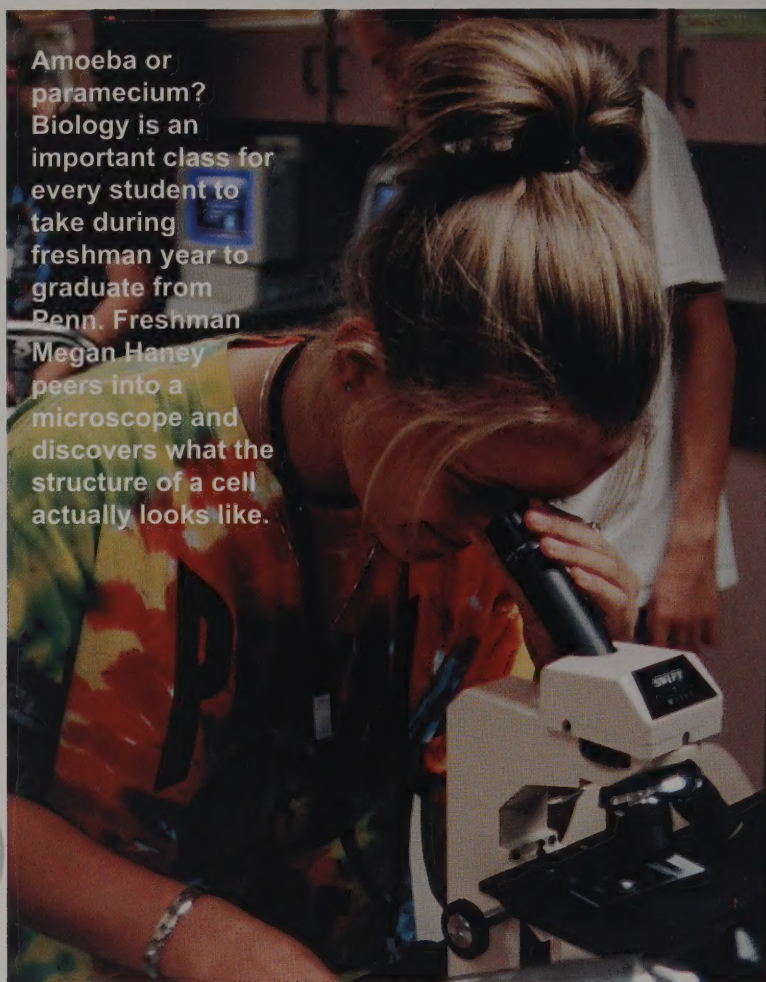 Amoeba or
paramecium?
Biology is an
important class for
every student to
take during
freshman year to
graduate from
Penn. Freshman
Megan Haney
peers into a
microscope and
discovers what the
structure of a cell
actually looks like.
P
SWIFT